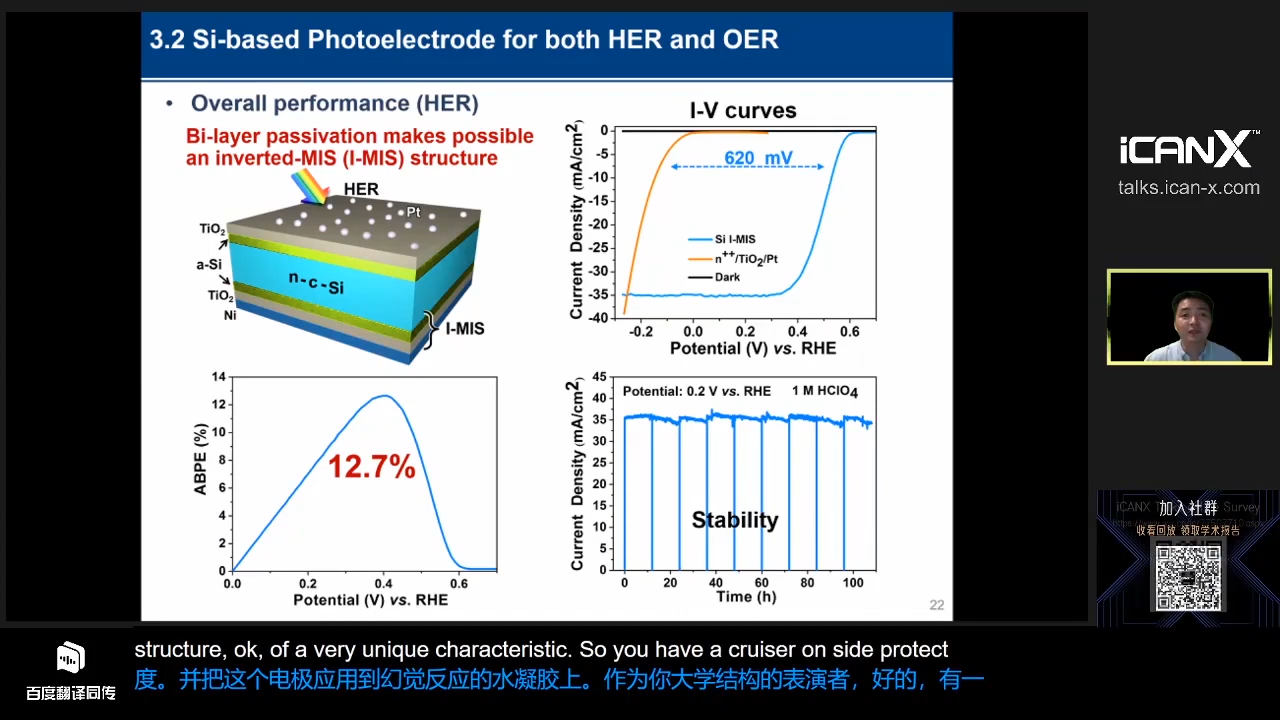 3.2 Si-based Photoelectrode for both HER and OER
• Overall performance (HER)
Bi-layer passivation makes possible
an inverted-MIS (I-MIS) structure
HER
Pt
TiO2
a-Si
TiO2
Ni
n-c-Si
I-MIS
I-V curves
Current Density (mA/cm2)
0
-5
-10
-15
-20
-25
-30
-35
-40
620 mV
Si I-MIS
n++/TiO2/Pt
Dark
-0.2 0.0 0.2 0.4 0.6
Potential (V) vs. RHE
ABPE (%)
14
12
10
8
6
4
2
0
12.7%
0.0 0.2 0.4 0.6
Potential (V) vs. RHE
Current Density (mA/cm2)
45
40
35
30
25
20
15
10
5
0
Potential: 0.2 V vs. RHE 1 M HClO4
Stability
0 20 40 60 80 100
Time (h)
22
iCANX™
talks.ican-x.com
加入社群
收看回放 领取学术报告
百度翻译同传
structure, ok, of a very unique characteristic. So you have a cruiser on side protect
度。并把这个电极应用到幻觉反应的水凝胶上。作为你大学结构的表演者，好的，有一